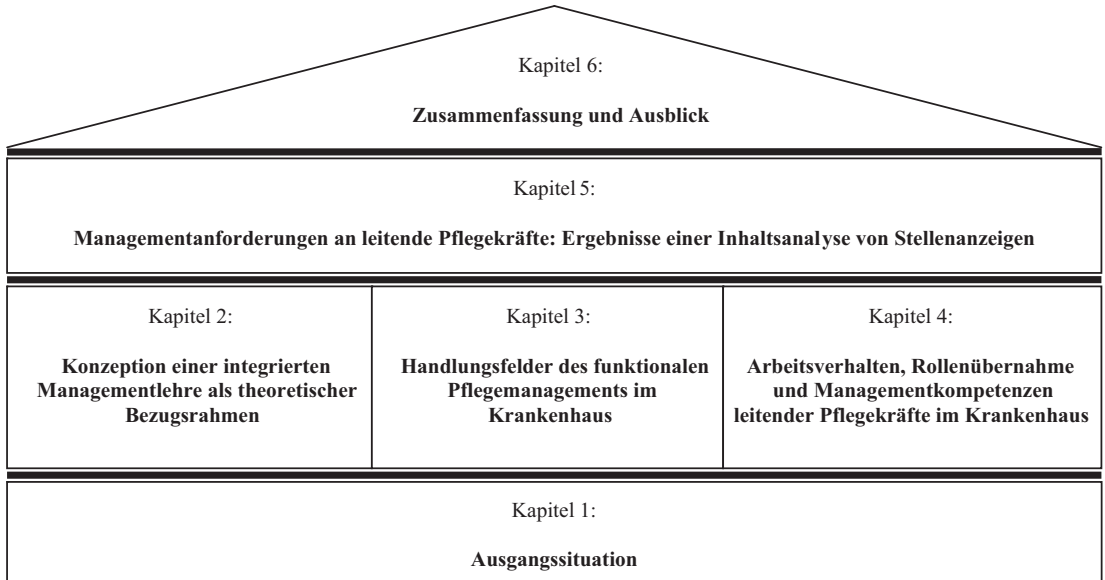 Kapitel 6:
Zusammenfassung und Ausblick
Kapitel 5:
Managementanforderungen an leitende Pflegekräfte: Ergebnisse einer Inhaltsanalyse von Stellenanzeigen
Kapitel 2:
Konzeption einer integrierten
Managementlehre als theoretischer
Bezugsrahmen
Kapitel 3:
Handlungsfelder des funktionalen
Pflegemanagements im
Krankenhaus
Kapitel 4:
Arbeitsverhalten, Rollenübernahme
und Managementkompetenzen
leitender Pflegekräfte im Krankenhaus
Kapitel 1:
Ausgangssituation